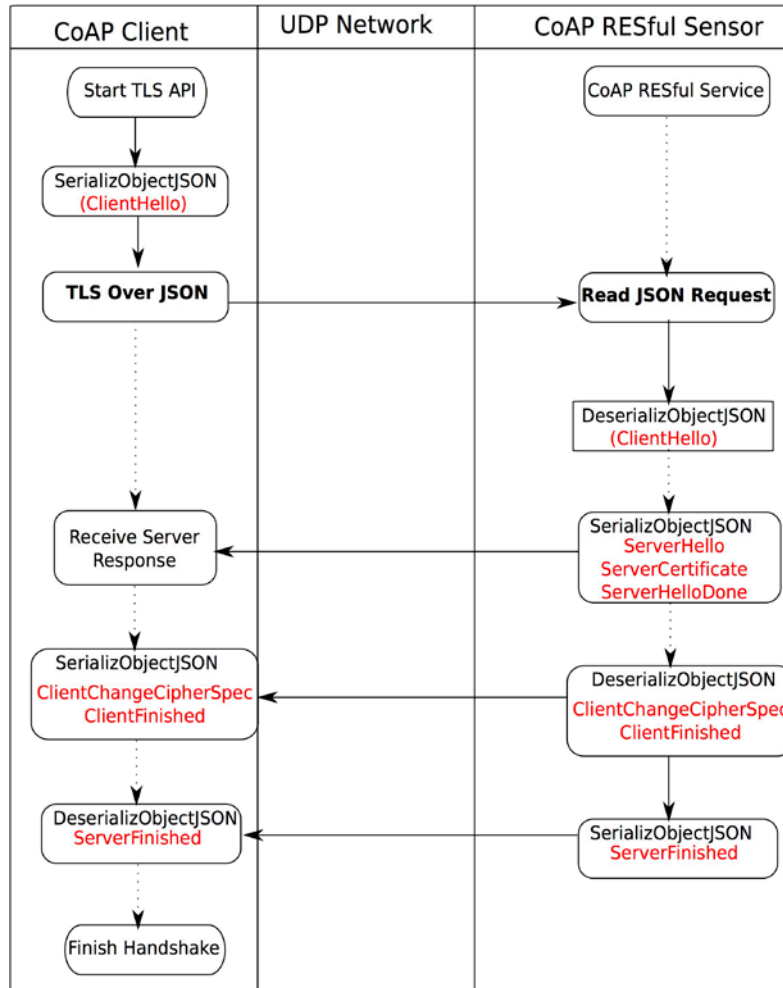 CoAP Client
UDP Network
CoAP RESful Sensor
Start TLS API
CoAP RESful Service
SerializObjectJSON
(ClientHello)
TLS Over JSON
Read JSON Request
DeserializObjectJSON
(ClientHello)
Receive Server
Response
SerializObjectJSON
ServerHello
ServerCertificate
ServerHelloDone
SerializObjectJSON
ClientChangeCipherSpec
ClientFinished
DeserializObjectJSON
ClientChangeCipherSpec
ClientFinished
DeserializObjectJSON
ServerFinished
SerializObjectJSON
ServerFinished
Finish Handshake